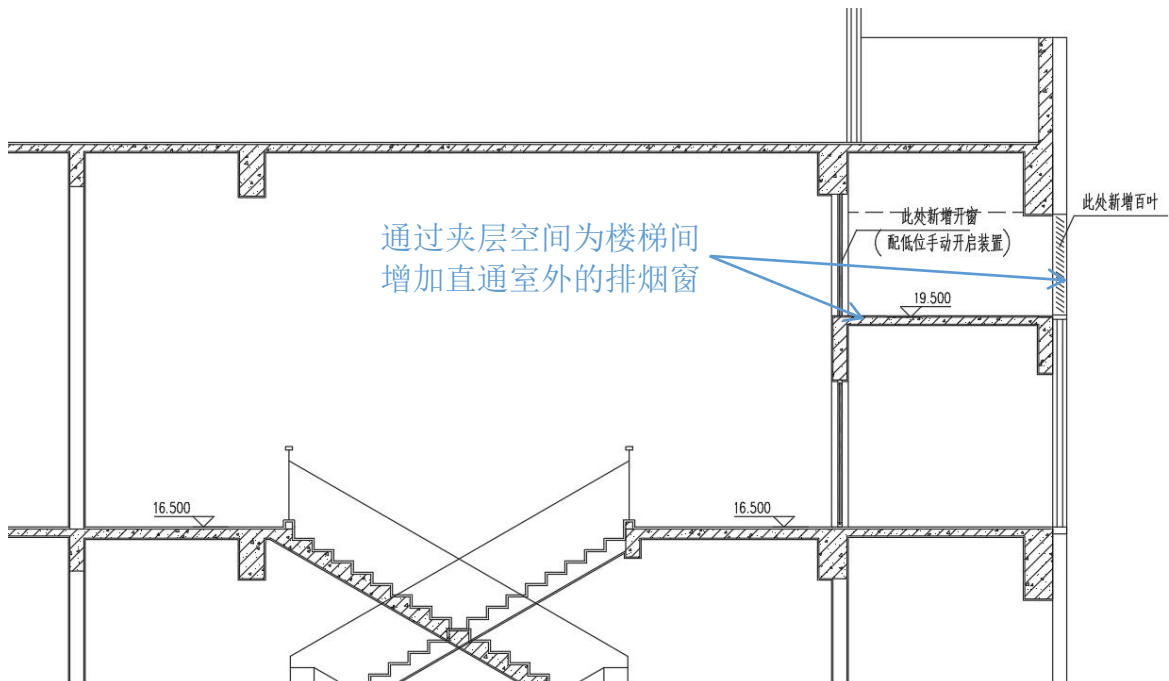 此处新增百叶
此处新增开窗
(配低位手动开启装置)
通过夹层空间为楼梯间
增加直通室外的排烟窗
19.500
16.500
16.500